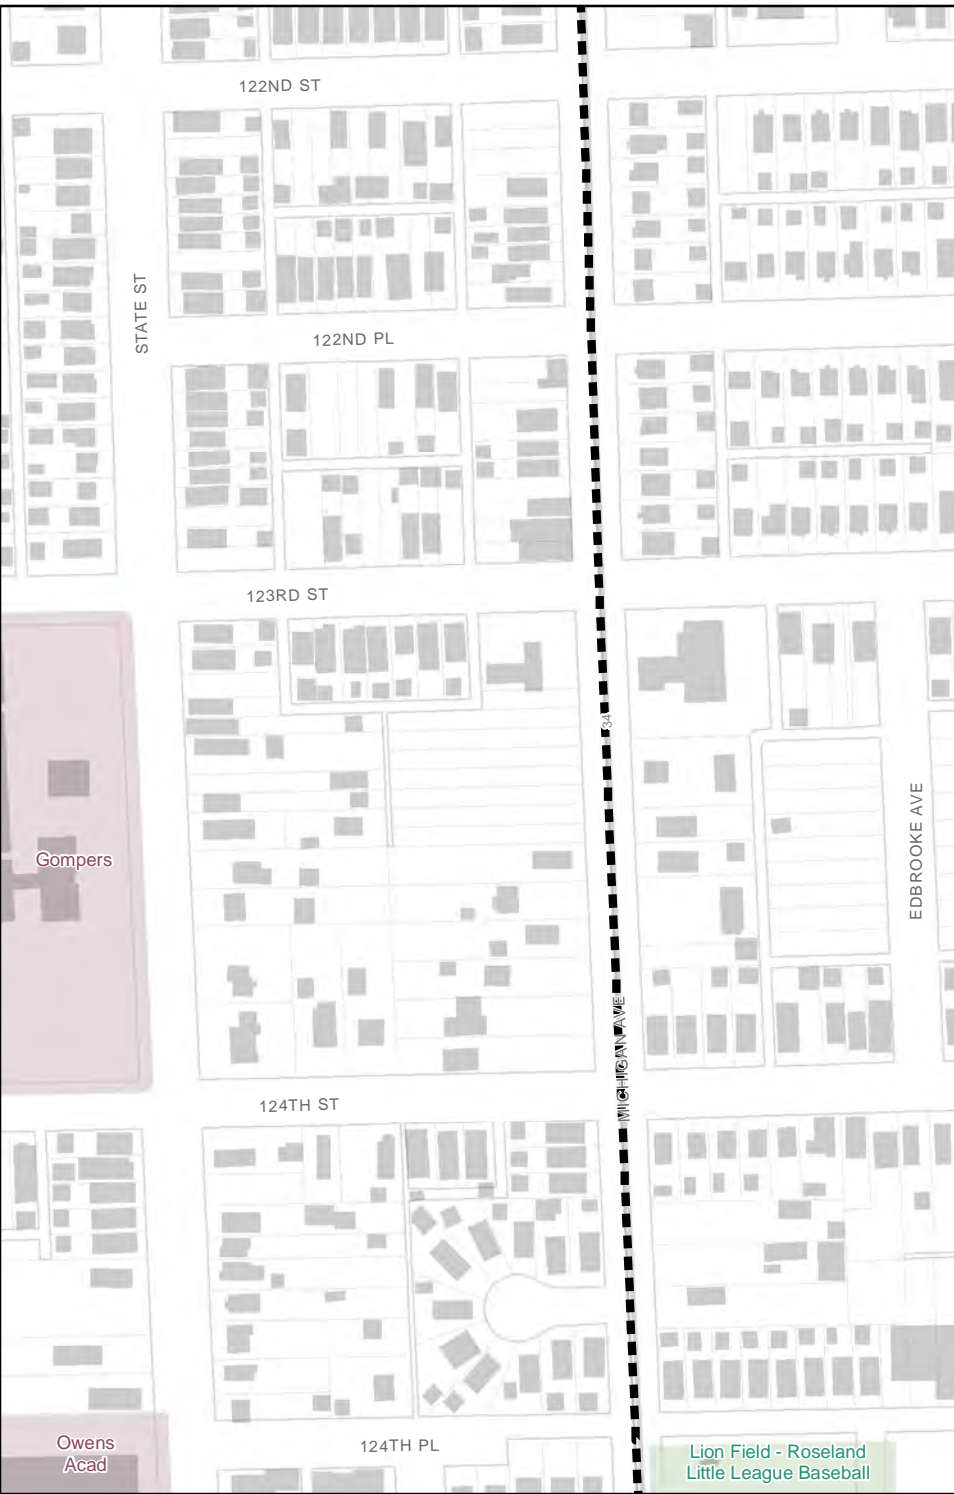 122ND ST
STATE ST
122ND PL
123RD ST
34
EDBROOKE AVE
Gompers
MICHIGAN AVE
124TH ST
124TH PL
Owens
Acad
Lion Field - Roseland
Little League Baseball